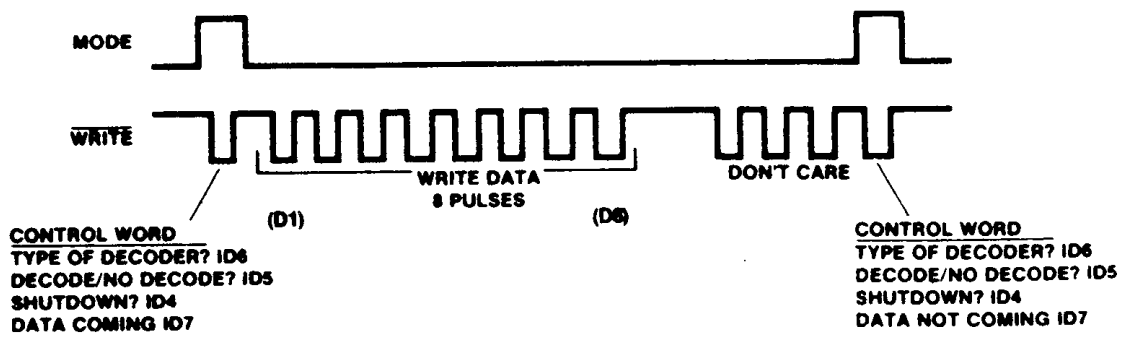 MODE
WRITE
WRITE DATA
8 PULSES
DON'T CARE
(D1)
(D8)
CONTROL WORD
TYPE OF DECODER? ID6
DECODE/NO DECODE? ID5
SHUTDOWN? ID4
DATA COMING ID7
CONTROL WORD
TYPE OF DECODER? ID6
DECODE/NO DECODE? ID5
SHUTDOWN? ID4
DATA NOT COMING ID7